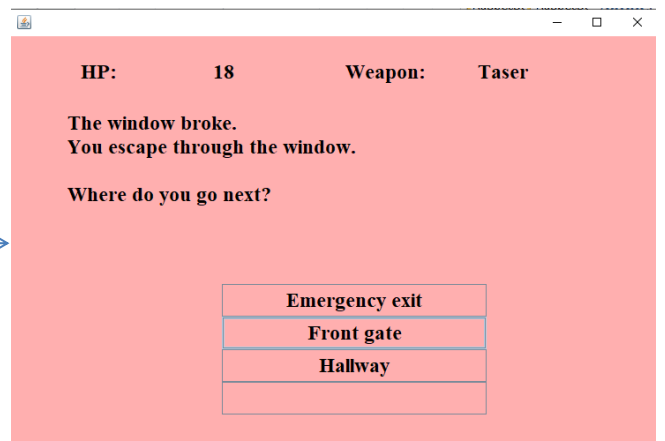 HP: 18 Weapon: Taser
The window broke.
You escape through the window.
Where do you go next?
Emergency exit
Front gate
Hallway